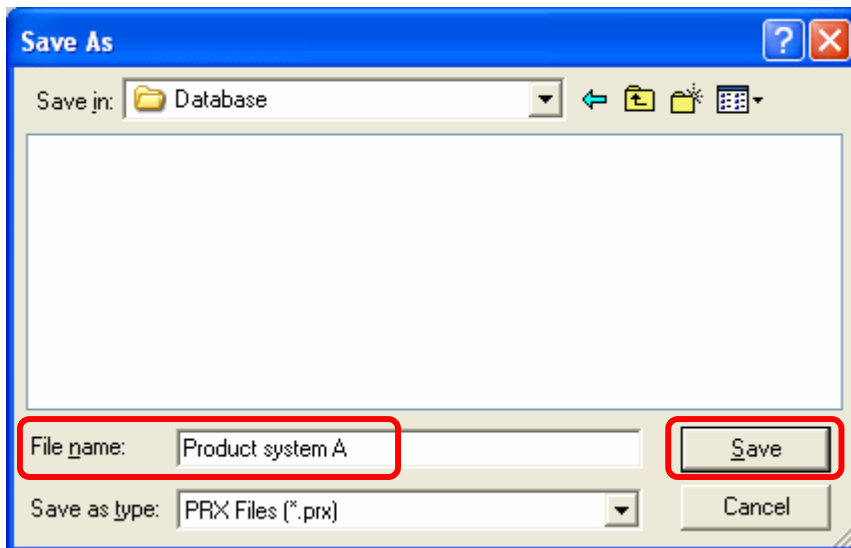 Save As
Save in: Database
File name: Product system A Save
Save as type: PRX Files (*.prx) Cancel